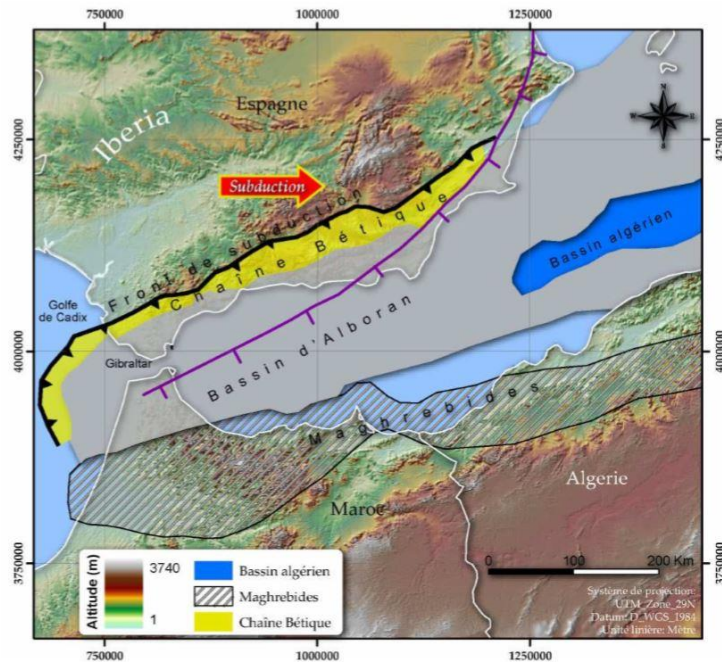 750000
1000000
1250000
4750000
4250000
Espagne
Iberia
Subduction
Front de subduction
Chaîne Bétique
Bassin algérien
Golfe
de Cadix
Gibraltar
Bassin d'Alboran
4000000
4000000
Maghrebides
Algerie
Maroc
3750000
3750000
Altitude (m)
3740
1
Bassin algérien
Maghrebides
Chaîne Bétique
0 100 200 Km
Système de projection:
UTM_Zone_29N
Datum: D_WGS_1984
Unité linière: Mètre
750000
1000000
1250000